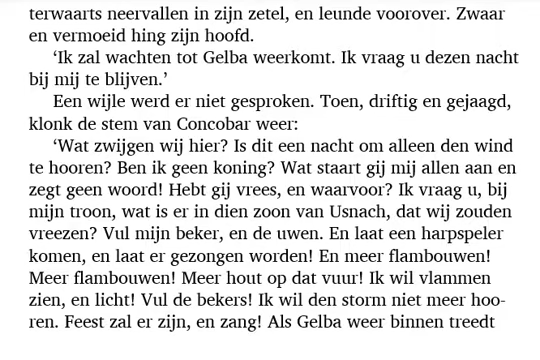 terwaarts neervallen in zijn zetel, en leunde voorover. Zwaar
en vermoeid hing zijn hoofd.
‘Ik zal wachten tot Gelba weerkomt. Ik vraag u dezen nacht
bij mij te blijven.’
Een wijle werd er niet gesproken. Toen, driftig en gejaagd,
klonk de stem van Concobar weer:
‘Wat zwijgen wij hier? Is dit een nacht om alleen den wind
te hooren? Ben ik geen koning? Wat staart gij mij allen aan en
zegt geen woord! Hebt gij vrees, en waarvoor? Ik vraag u, bij
mijn troon, wat is er in dien zoon van Usnach, dat wij zouden
vreezen? Vul mijn beker, en de uwen. En laat een harpspeler
komen, en laat er gezongen worden! En meer flambouwen!
Meer flambouwen! Meer hout op dat vuur! Ik wil vlammen
zien, en licht! Vul de bekers! Ik wil den storm niet meer hoo-
ren. Feest zal er zijn, en zang! Als Gelba weer binnen treedt